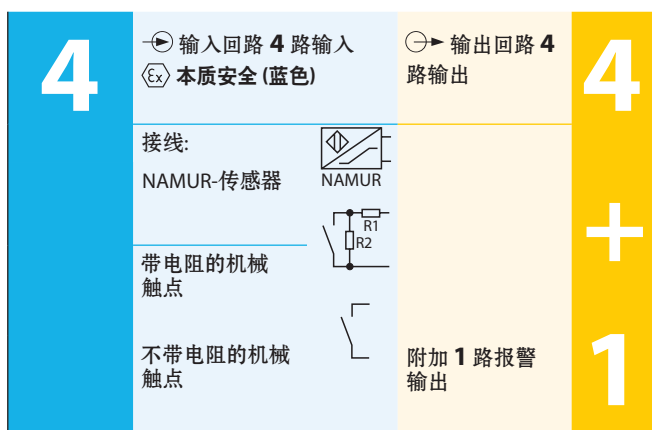 4
输入回路 4 路输入
Ex 本质安全 (蓝色)
输出回路 4
路输出
4
+
1
接线:
NAMUR-传感器
NAMUR
R1
R2
带电阻的机械
触点
不带电阻的机械
触点
附加 1 路报警
输出